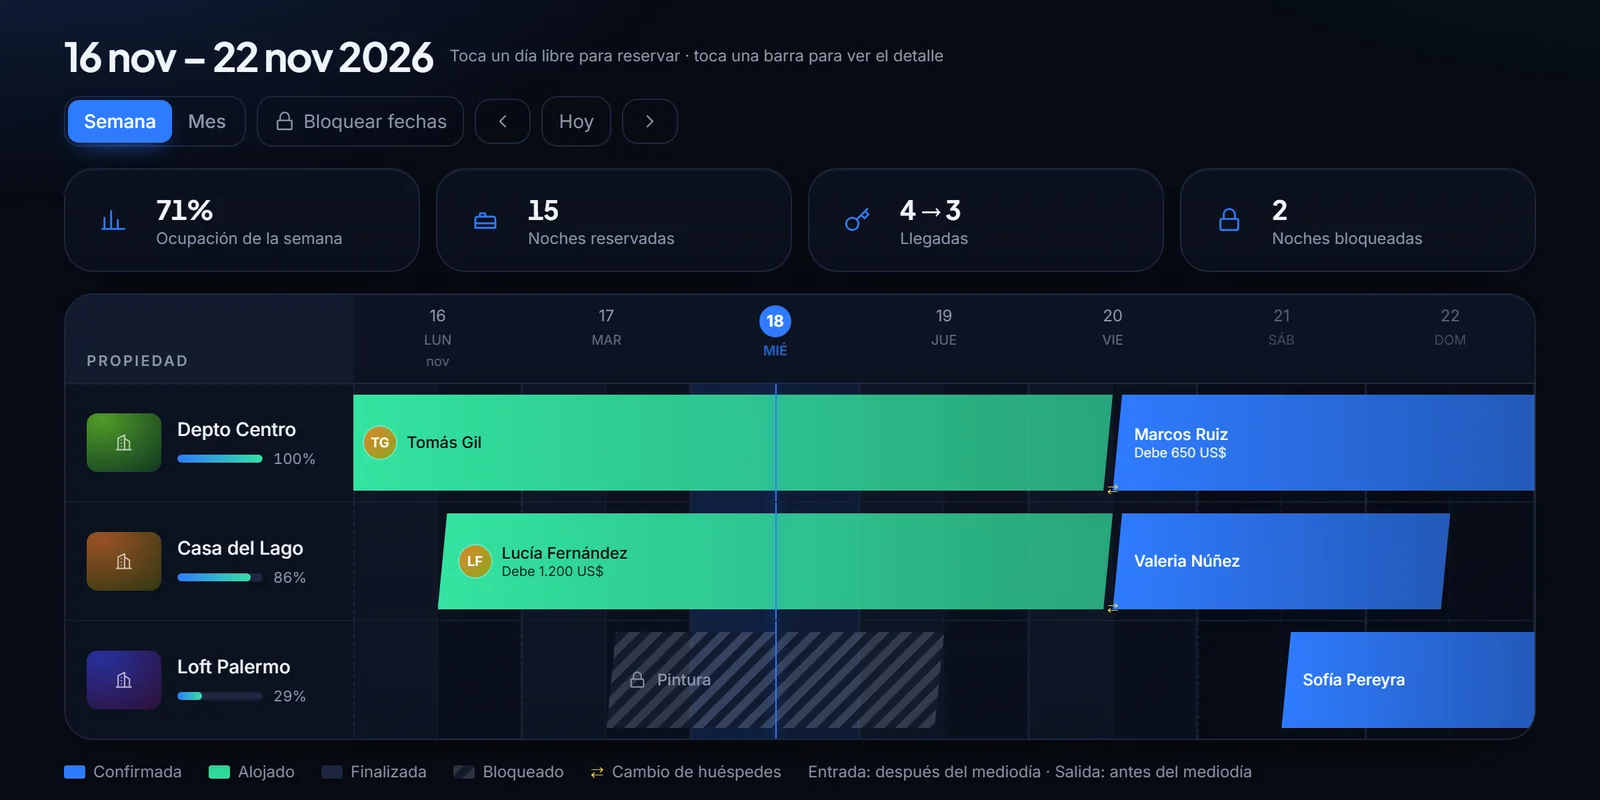 16 nov – 22 nov 2026
Toca un día libre para reservar · toca una barra para ver el detalle
Semana
Mes
Bloquear fechas
Hoy
71%
Ocupación de la semana
15
Noches reservadas
4→3
Llegadas
2
Noches bloqueadas
PROPIEDAD
16
LUN
nov
17
MAR
18
MIÉ
19
JUE
20
VIE
21
SÁB
22
DOM
Depto Centro
100%
TG
Tomás Gil
Marcos Ruiz
Debe 650 US$
Casa del Lago
86%
LF
Lucía Fernández
Debe 1.200 US$
Valeria Núñez
Loft Palermo
29%
Pintura
Sofía Pereyra
Confirmada
Alojado
Finalizada
Bloqueado
Cambio de huéspedes
Entrada: después del mediodía · Salida: antes del mediodía